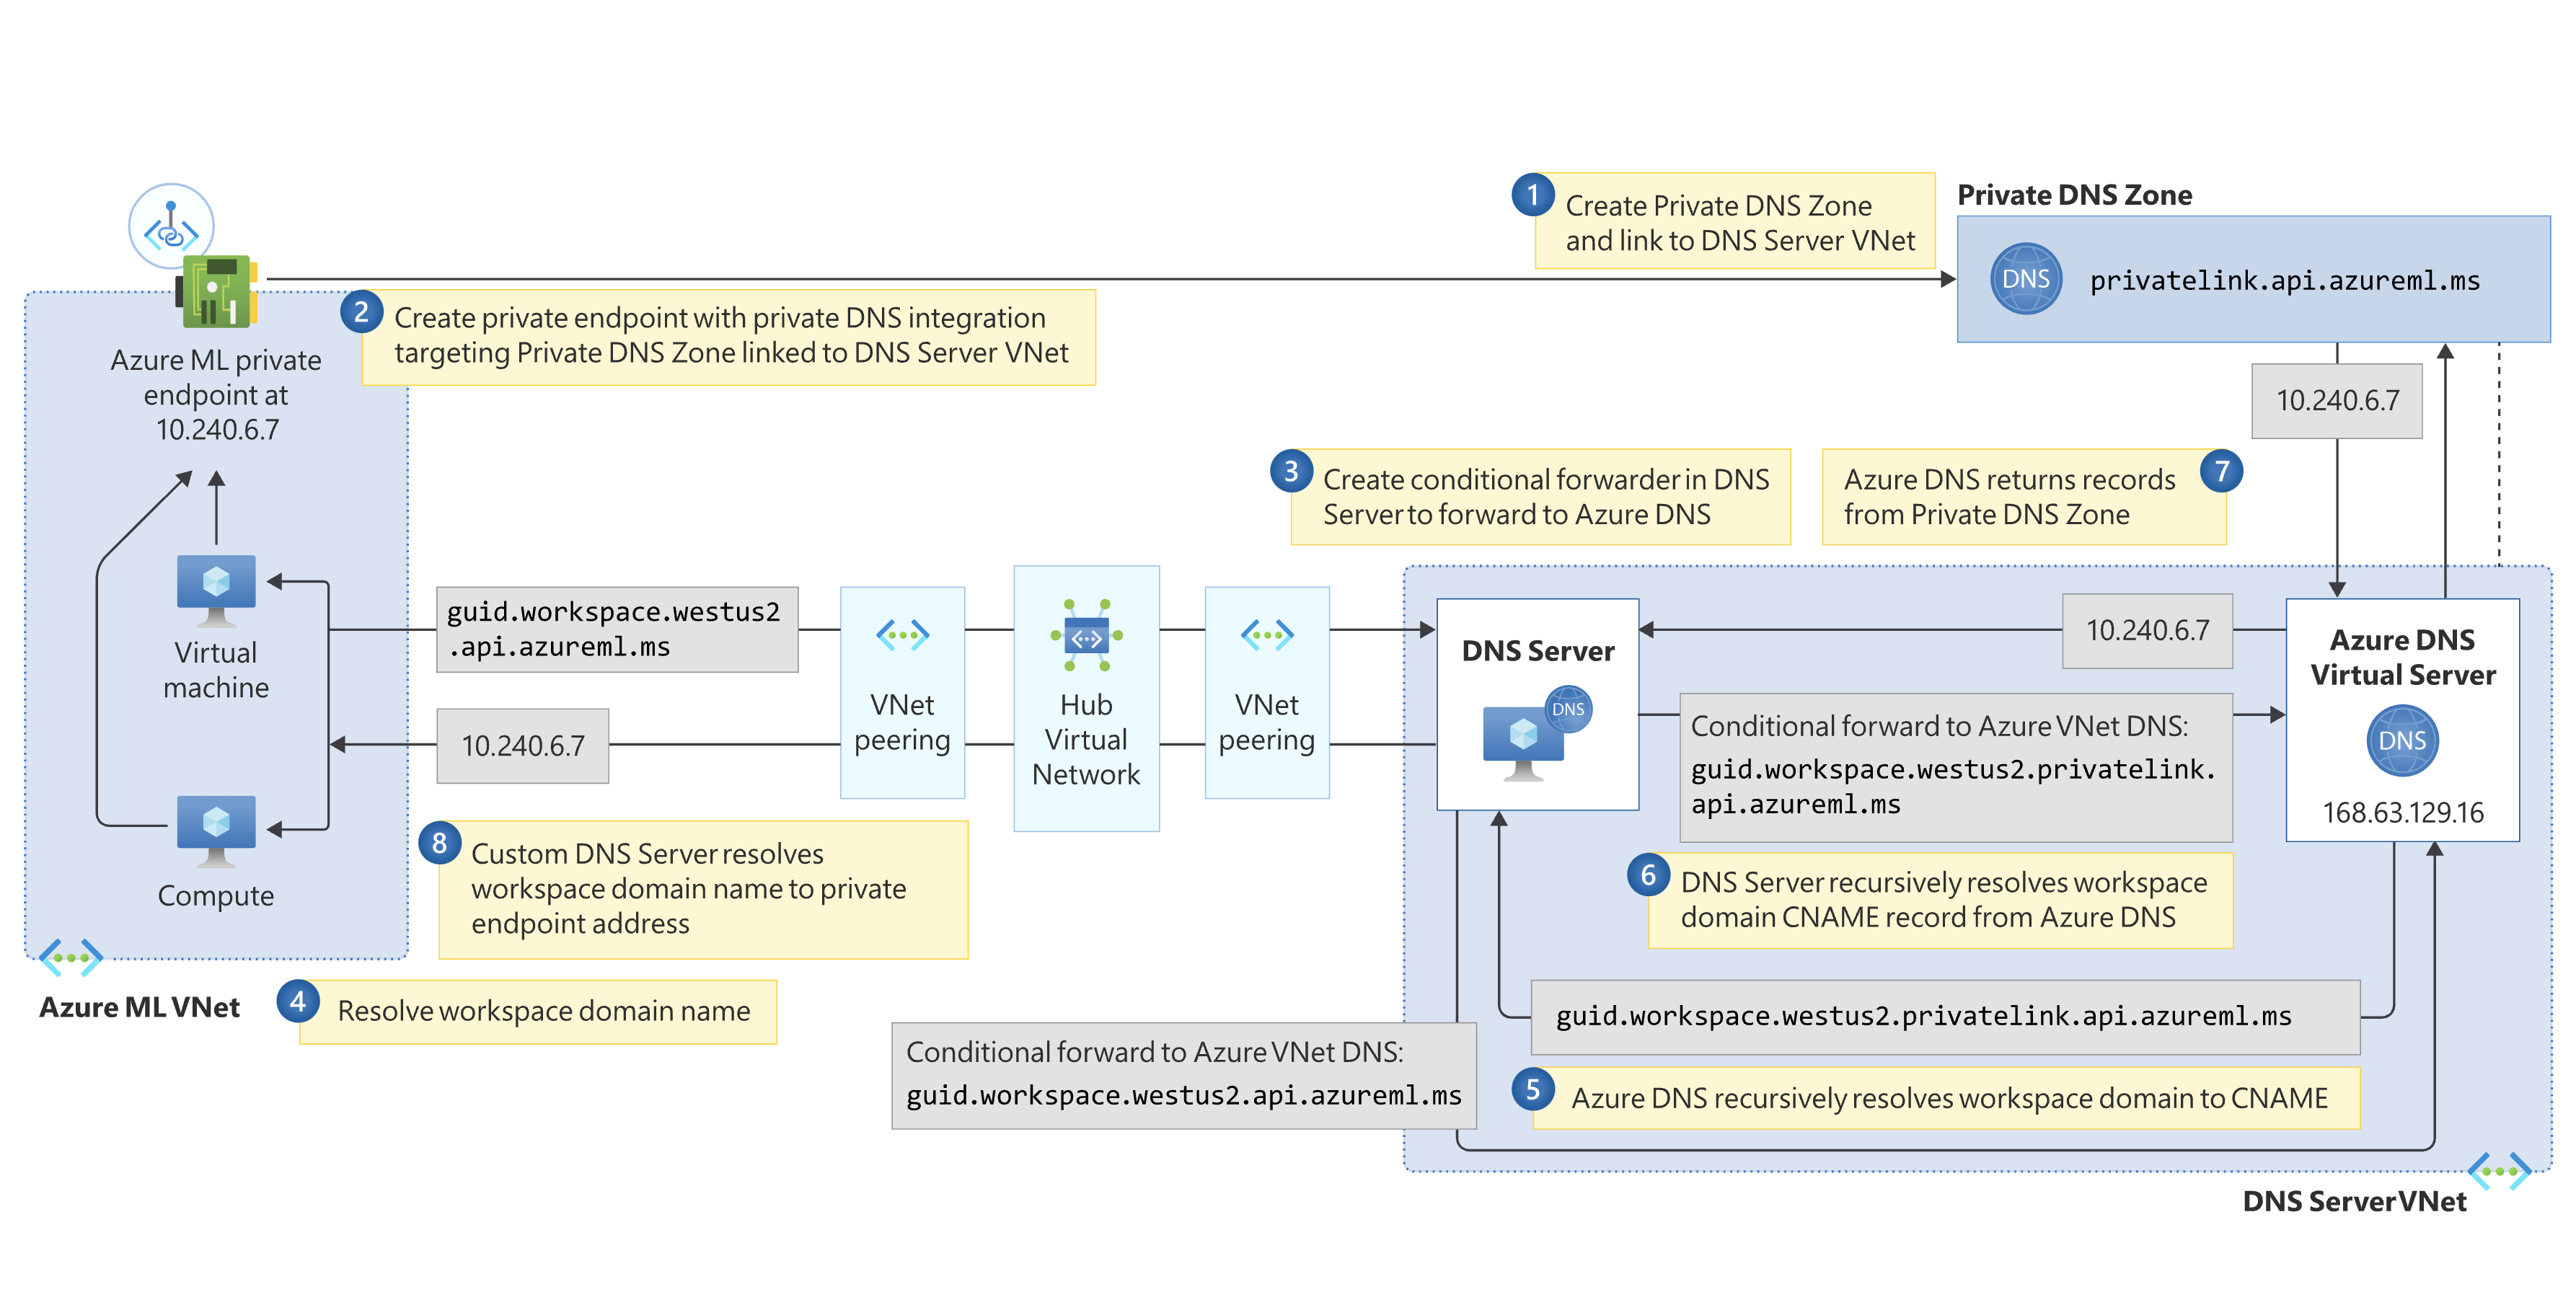 1
Create Private DNS Zone
and link to DNS Server VNet
Private DNS Zone
DNS
privatelink.api.azureml.ms
2
Create private endpoint with private DNS integration
targeting Private DNS Zone linked to DNS Server VNet
Azure ML private
endpoint at
10.240.6.7
10.240.6.7
3
Create conditional forwarder in DNS
Server to forward to Azure DNS
Azure DNS returns records
from Private DNS Zone
7
Virtual
machine
guid.workspace.westus2
.api.azureml.ms
10.240.6.7
VNet
peering
Hub
Virtual
Network
VNet
peering
DNS Server
DNS
10.240.6.7
Azure DNS
Virtual Server
DNS
168.63.129.16
Conditional forward to Azure VNet DNS:
guid.workspace.westus2.privatelink.
api.azureml.ms
Compute
8
Custom DNS Server resolves
workspace domain name to private
endpoint address
6
DNS Server recursively resolves workspace
domain CNAME record from Azure DNS
Azure ML VNet
4
Resolve workspace domain name
guid.workspace.westus2.privatelink.api.azureml.ms
Conditional forward to Azure VNet DNS:
guid.workspace.westus2.api.azureml.ms
5
Azure DNS recursively resolves workspace domain to CNAME
DNS Server VNet